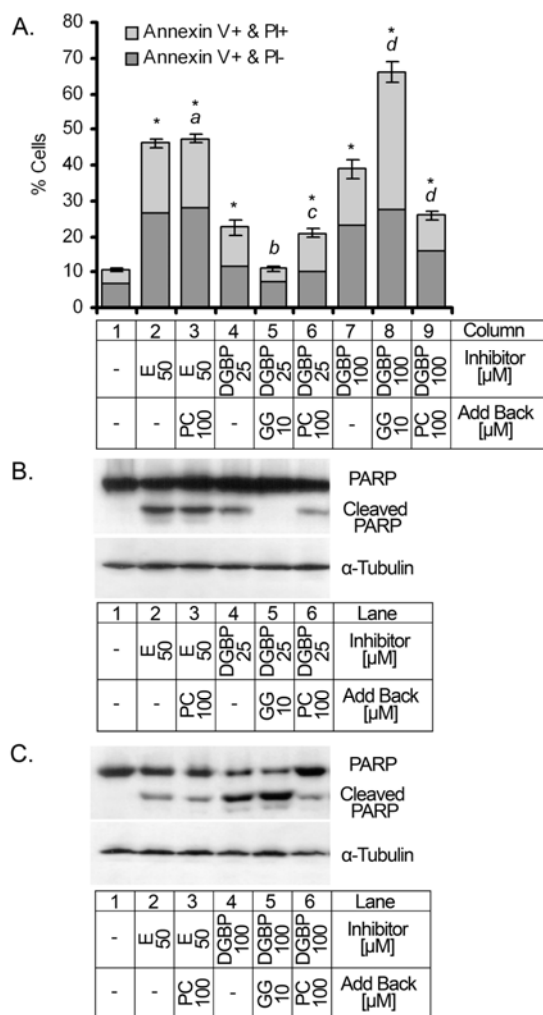 A.
80
70
60
50
40
30
20
10
0
% Cells
Annexin V+ & PI+
Annexin V+ & PI-
* * a * b * c * * d * d
1 2 3 4 5 6 7 8 9 Column
- E 50 E 50 DGBP 25 DGBP 25 DGBP 25 DGBP 100 DGBP 100 DGBP 100 Inhibitor [µM]
- - PC 100 - GG 10 PC 100 - GG 10 PC 100 Add Back [µM]
B.
PARP
Cleaved
PARP
α-Tubulin
1 2 3 4 5 6 Lane
- E 50 E 50 DGBP 25 DGBP 25 DGBP 25 Inhibitor [µM]
- - PC 100 - GG 10 PC 100 Add Back [µM]
C.
PARP
Cleaved
PARP
α-Tubulin
1 2 3 4 5 6 Lane
- E 50 E 50 DGBP 100 DGBP 100 DGBP 100 Inhibitor [µM]
- - PC 100 - GG 10 PC 100 Add Back [µM]